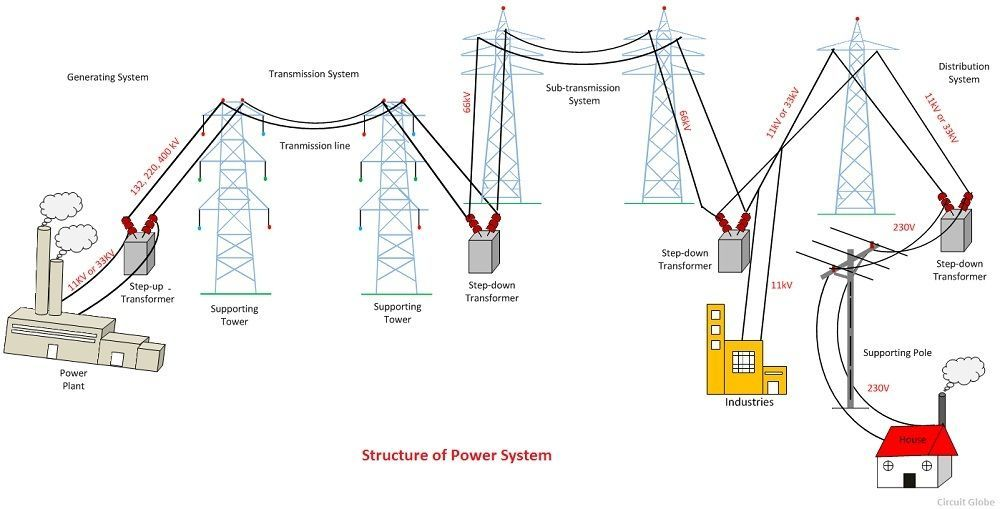 Generating System
Transmission System
Sub-transmission
System
Distribution
System
132, 220, 400 KV
Tranmission line
66kV
66kV
11kV or 33kV
11kV or 33kV
11KV or 33KV
Step-up
Transformer
Supporting
Tower
Supporting
Tower
Step-down
Transformer
Step-down
Transformer
230V
Step-down
Transformer
11kV
Power
Plant
Industries
Supporting Pole
230V
House
Structure of Power System
Circuit Globe